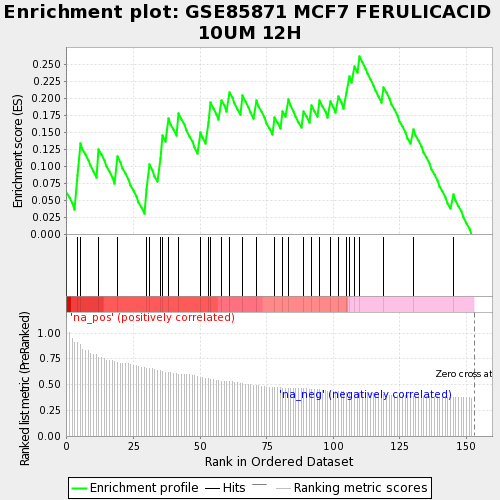 Enrichment plot: GSE85871 MCF7 FERULICACID
10UM 12H
Enrichment score (ES)
0.250
0.225
0.200
0.175
0.150
0.125
0.100
0.075
0.050
0.025
0.000
'na_pos' (positively correlated)
Ranked list metric (PreRanked)
1.00
0.75
0.50
0.25
0.00
Zero cross at
'na_neg' (negatively correlated)
0 25 50 75 100 125 150
Rank in Ordered Dataset
Enrichment profile Hits Ranking metric scores